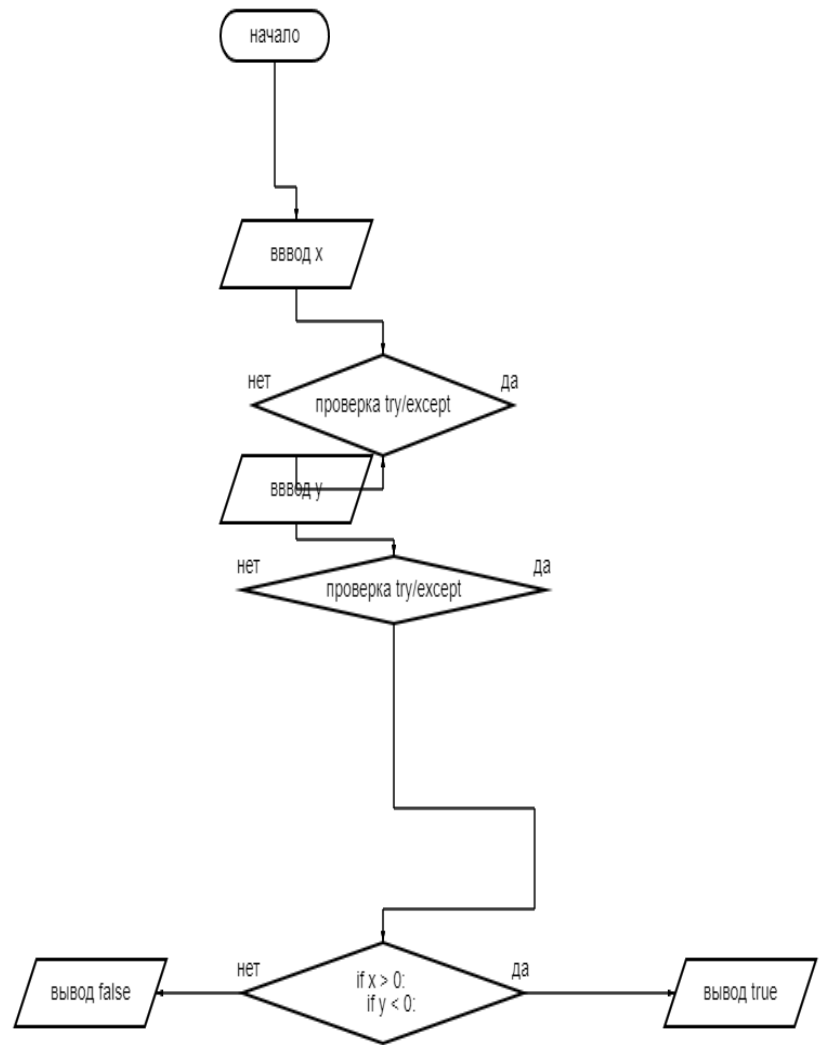 начало
вввод x
нет
да
проверка try/except
вввод y
нет
да
проверка try/except
нет
да
if x > 0:
if y < 0:
вывод false
вывод true